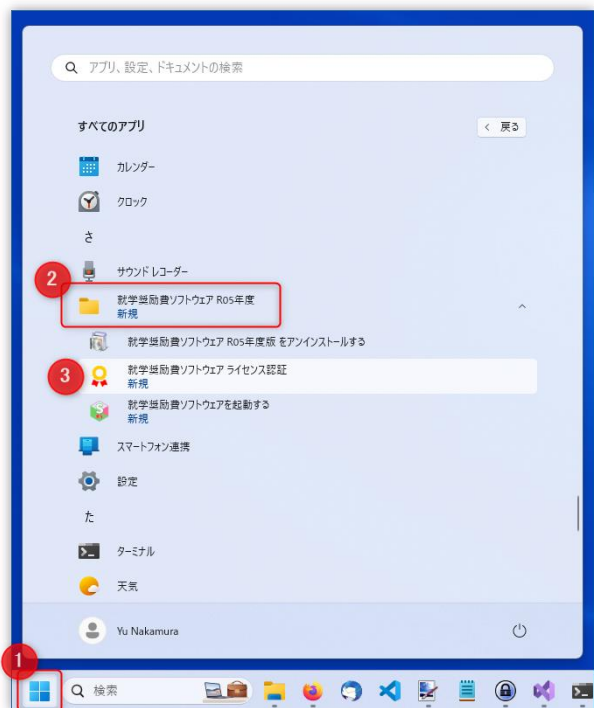 アプリ、設定、ドキュメントの検索
すべてのアプリ
< 戻る
カレンダー
クロック
さ
サウンド レコーダー
2
就学奨励費ソフトウェア R05年度
新規
就学奨励費ソフトウェア R05年度版 をアンインストールする
3
就学奨励費ソフトウェア ライセンス認証
新規
就学奨励費ソフトウェアを起動する
新規
スマートフォン連携
設定
た
ターミナル
天気
Yu Nakamura
1
検索